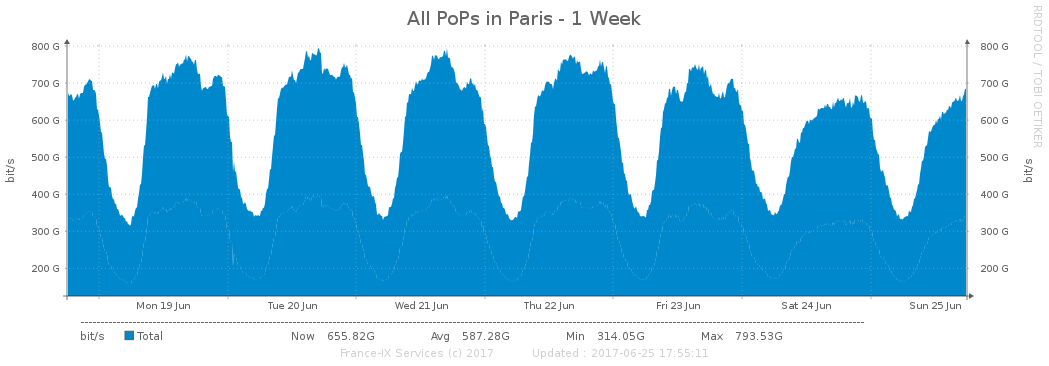 All PoPs in Paris - 1 Week
RRDTOOL / TOBI OETIKER
800 G 800 G
700 G 700 G
600 G 600 G
500 G 500 G
400 G 400 G
300 G 300 G
200 G 200 G
bit/s bit/s
Mon 19 Jun Tue 20 Jun Wed 21 Jun Thu 22 Jun Fri 23 Jun Sat 24 Jun Sun 25 Jun
bit/s Total Now 655.82G Avg 587.28G Min 314.05G Max 793.53G
France-IX Services (c) 2017 Updated : 2017-06-25 17:55:11